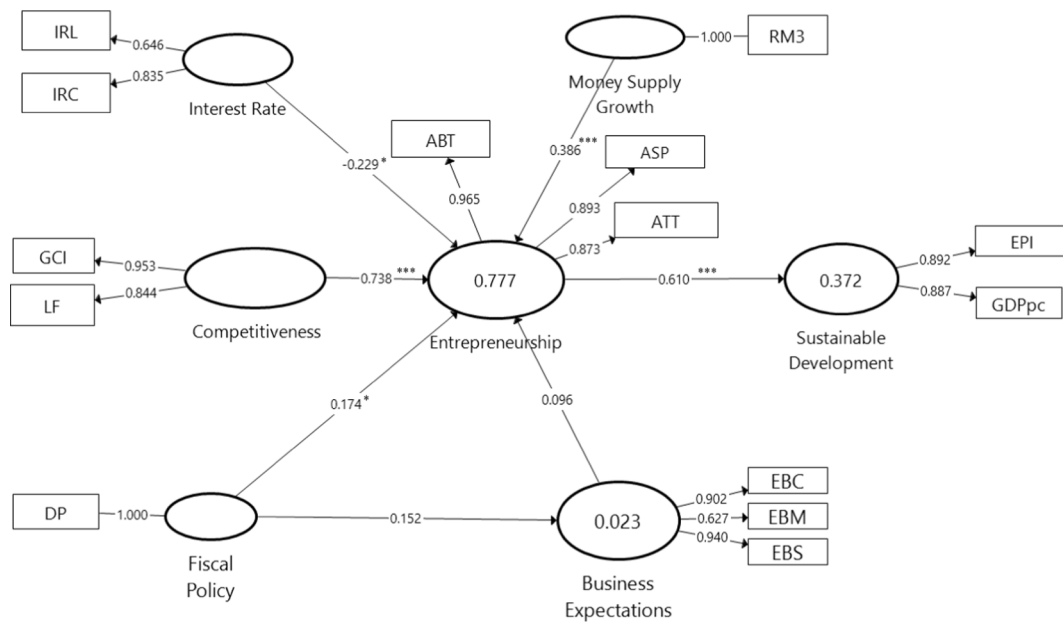 IRL
0.646
IRC
0.835
Interest Rate
1.000
RM3
Money Supply
Growth
-0.229*
0.386***
ABT
0.965
ASP
0.893
ATT
0.873
GCI
0.953
LF
0.844
Competitiveness
0.738 ***
0.777
Entrepreneurship
0.610 ***
0.372
Sustainable
Development
EPI
0.892
GDPpc
0.887
0.174*
0.096
DP
1.000
Fiscal
Policy
0.152
0.023
Business
Expectations
EBC
0.902
EBM
0.627
EBS
0.940